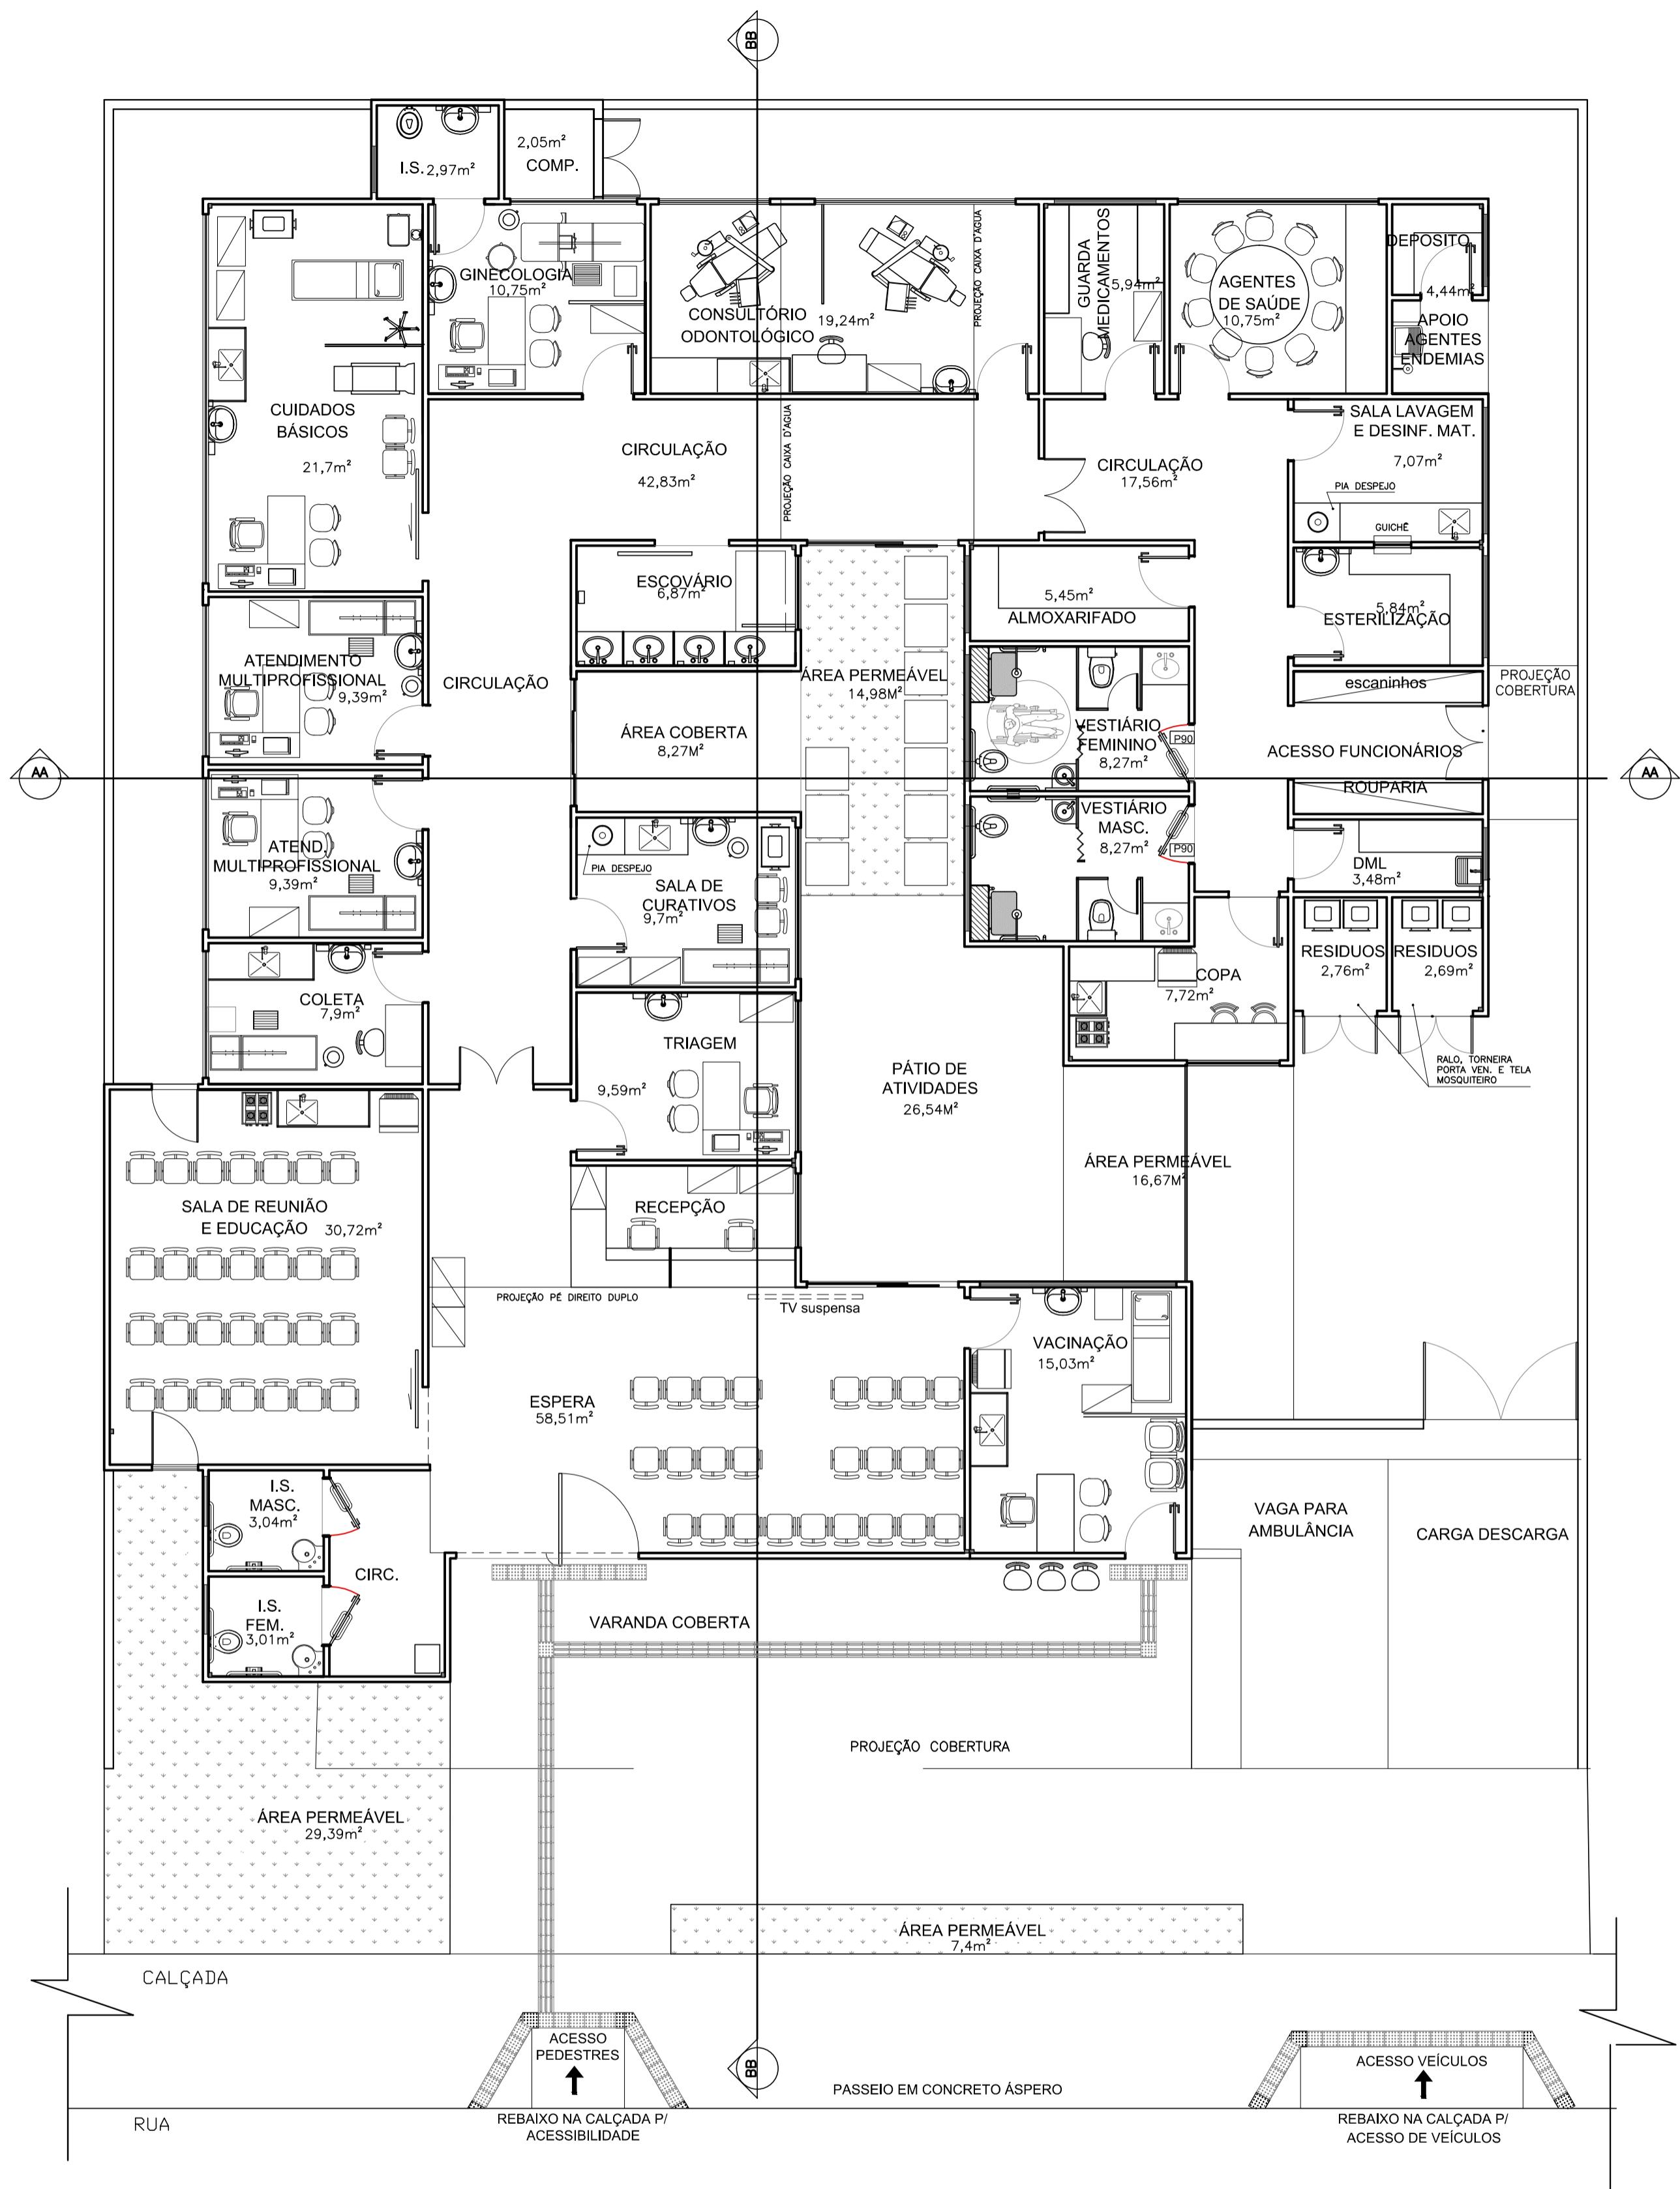 BB
2,05m²
COMP.
I.S. 2,97m²
GINECOLOGIA
10,75m²
CONSULTÓRIO
ODONTOLÓGICO
19,24m²
PROJEÇÃO CAIXA D'AGUA
PROJEÇÃO CAIXA D'AGUA
GUARDA
MEDICAMENTOS
5,94m²
AGENTES
DE SAÚDE
10,75m²
DEPOSITO
4,44m²
APOIO
AGENTES
ENDEMIAS
CUIDADOS
BÁSICOS
21,7m²
CIRCULAÇÃO
42,83m²
PROJEÇÃO CAIXA D'AGUA
CIRCULAÇÃO
17,56m²
SALA LAVAGEM
E DESINF. MAT.
7,07m²
PIA DESPEJO
GUICHÊ
ESCOVÁRIO
6,87m²
5,45m²
ALMOXARIFADO
5,84m²
ESTERILIZAÇÃO
ATENDIMENTO
MULTIPROFISSIONAL
9,39m²
CIRCULAÇÃO
ÁREA PERMEÁVEL
14,98M²
escaninhos
PROJEÇÃO
COBERTURA
ÁREA COBERTA
8,27M²
VESTIÁRIO
FEMININO
8,27m²
P90
ACESSO FUNCIONÁRIOS
AA
AA
ROUPARIA
ATEND.
MULTIPROFISSIONAL
9,39m²
PIA DESPEJO
SALA DE
CURATIVOS
9,7m²
VESTIÁRIO
MASC.
8,27m²
P90
DML
3,48m²
COLETA
7,9m²
COPA
7,72m²
RESIDUOS
2,76m²
RESIDUOS
2,69m²
TRIAGEM
9,59m²
PÁTIO DE
ATIVIDADES
26,54M²
RALO, TORNEIRA
PORTA VEN. E TELA
MOSQUITEIRO
ÁREA PERMEÁVEL
16,67M²
SALA DE REUNIÃO
E EDUCAÇÃO 30,72m²
RECEPÇÃO
PROJEÇÃO PÉ DIREITO DUPLO
TV suspensa
VACINAÇÃO
15,03m²
ESPERA
58,51m²
I.S.
MASC.
3,04m²
VAGA PARA
AMBULÂNCIA
CARGA DESCARGA
CIRC.
I.S.
FEM.
3,01m²
VARANDA COBERTA
PROJEÇÃO COBERTURA
ÁREA PERMEÁVEL
29,39m²
ÁREA PERMEÁVEL
7,4m²
CALÇADA
ACESSO
PEDESTRES
BB
ACESSO VEÍCULOS
PASSEIO EM CONCRETO ÁSPERO
RUA
REBAIXO NA CALÇADA P/
ACESSIBILIDADE
REBAIXO NA CALÇADA P/
ACESSO DE VEÍCULOS